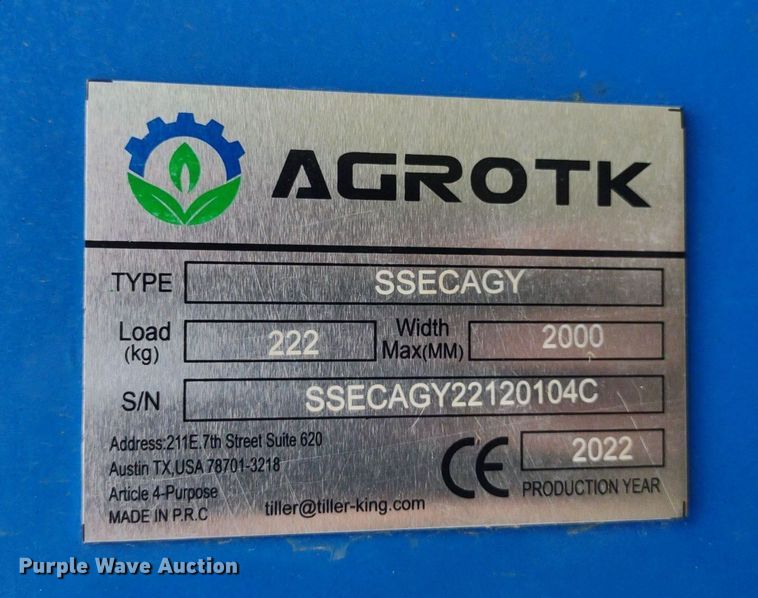 AGROTK
TYPE SSECAGY
Load (kg) 222 Width Max(MM) 2000
S/N SSECAGY22120104C
Address:211E.7th Street Suite 620
Austin TX,USA 78701-3218
Article 4-Purpose
MADE IN P.R.C
tiller@tiller-king.com
CE 2022
PRODUCTION YEAR
Purple Wave Auction